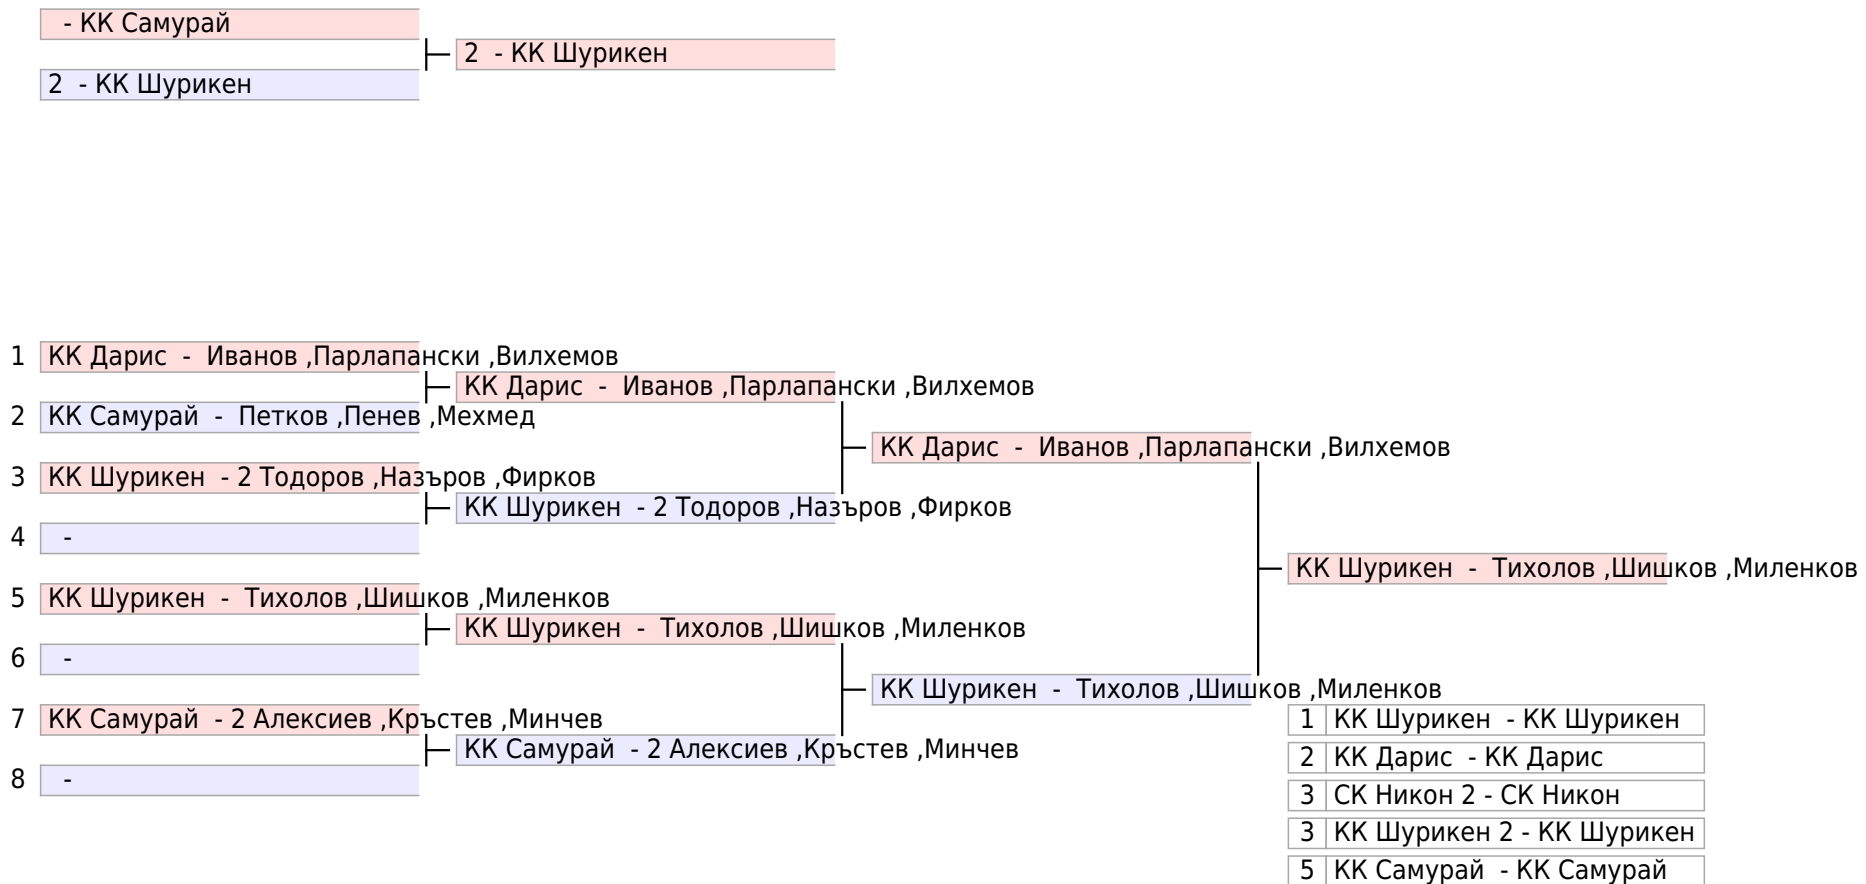 - КК Самурай
2 - КК Шурикен
2 - КК Шурикен
1 КК Дарис - Иванов ,Парлапански ,Вилхемов
КК Дарис - Иванов ,Парлапански ,Вилхемов
2 КК Самурай - Петков ,Пенев ,Мехмед
КК Дарис - Иванов ,Парлапански ,Вилхемов
3 КК Шурикен - 2 Тодоров ,Назъров ,Фирков
КК Шурикен - 2 Тодоров ,Назъров ,Фирков
4 -
КК Шурикен - Тихолов ,Шишков ,Миленков
5 КК Шурикен - Тихолов ,Шишков ,Миленков
КК Шурикен - Тихолов ,Шишков ,Миленков
6 -
КК Шурикен - Тихолов ,Шишков ,Миленков
7 КК Самурай - 2 Алексиев ,Кръстев ,Минчев
КК Самурай - 2 Алексиев ,Кръстев ,Минчев
8 -
1 КК Шурикен - КК Шурикен
2 КК Дарис - КК Дарис
3 СК Никон 2 - СК Никон
3 КК Шурикен 2 - КК Шурикен
5 КК Самурай - КК Самурай